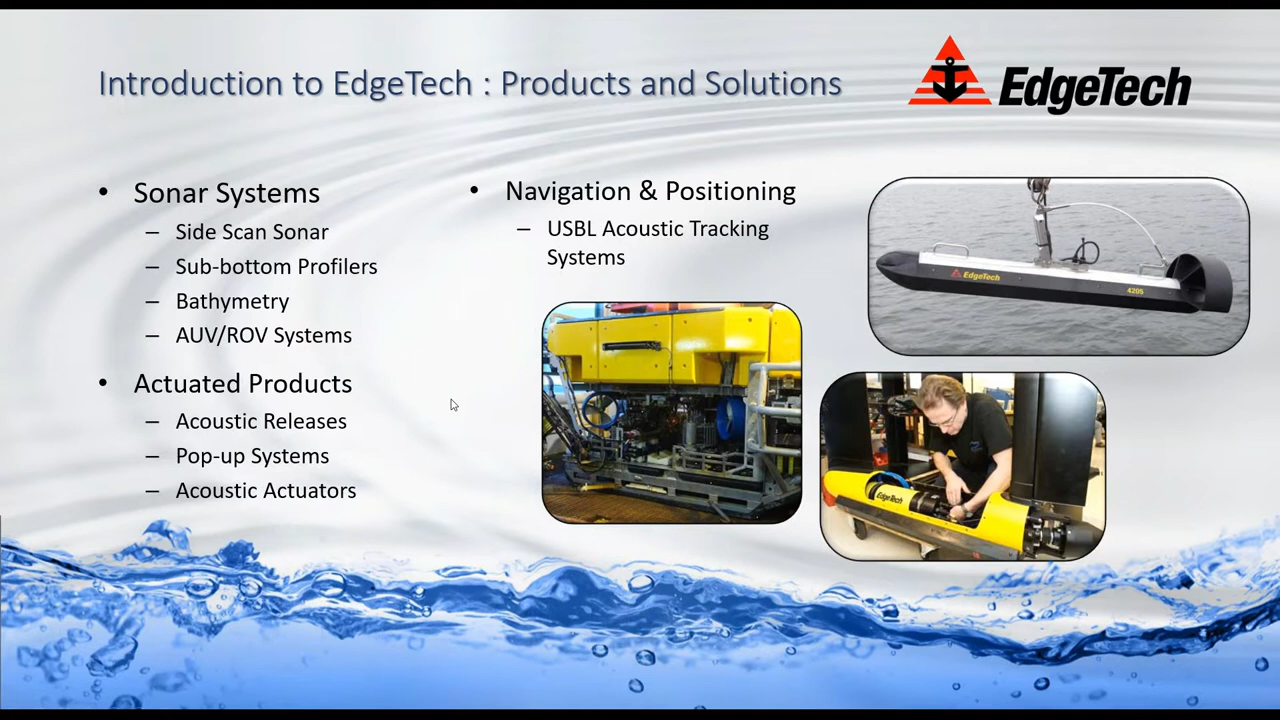 Introduction to EdgeTech : Products and Solutions
EdgeTech
• Sonar Systems
– Side Scan Sonar
– Sub-bottom Profilers
– Bathymetry
– AUV/ROV Systems
• Actuated Products
– Acoustic Releases
– Pop-up Systems
– Acoustic Actuators
• Navigation & Positioning
– USBL Acoustic Tracking
Systems
EdgeTech
4205
EdgeTech